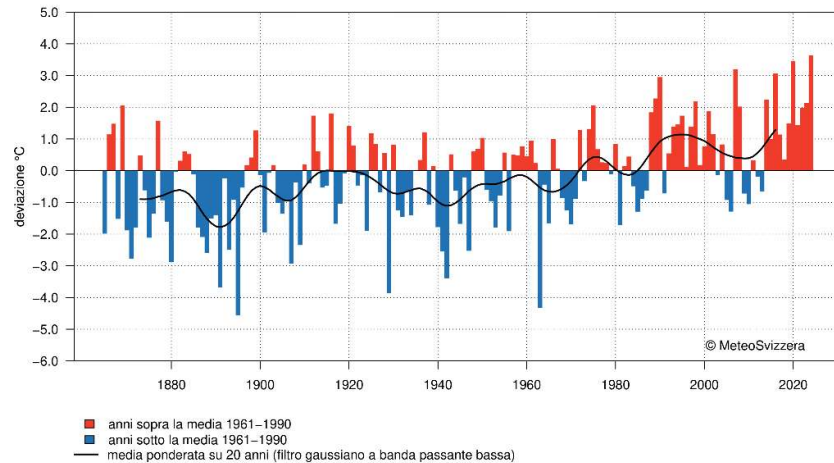 5.0
4.0
3.0
2.0
1.0
0.0
−1.0
−2.0
−3.0
−4.0
−5.0
−6.0
deviazione °C
© MeteoSvizzera
1880 1900 1920 1940 1960 1980 2000 2020
anni sopra la media 1961−1990
anni sotto la media 1961−1990
media ponderata su 20 anni (filtro gaussiano a banda passante bassa)